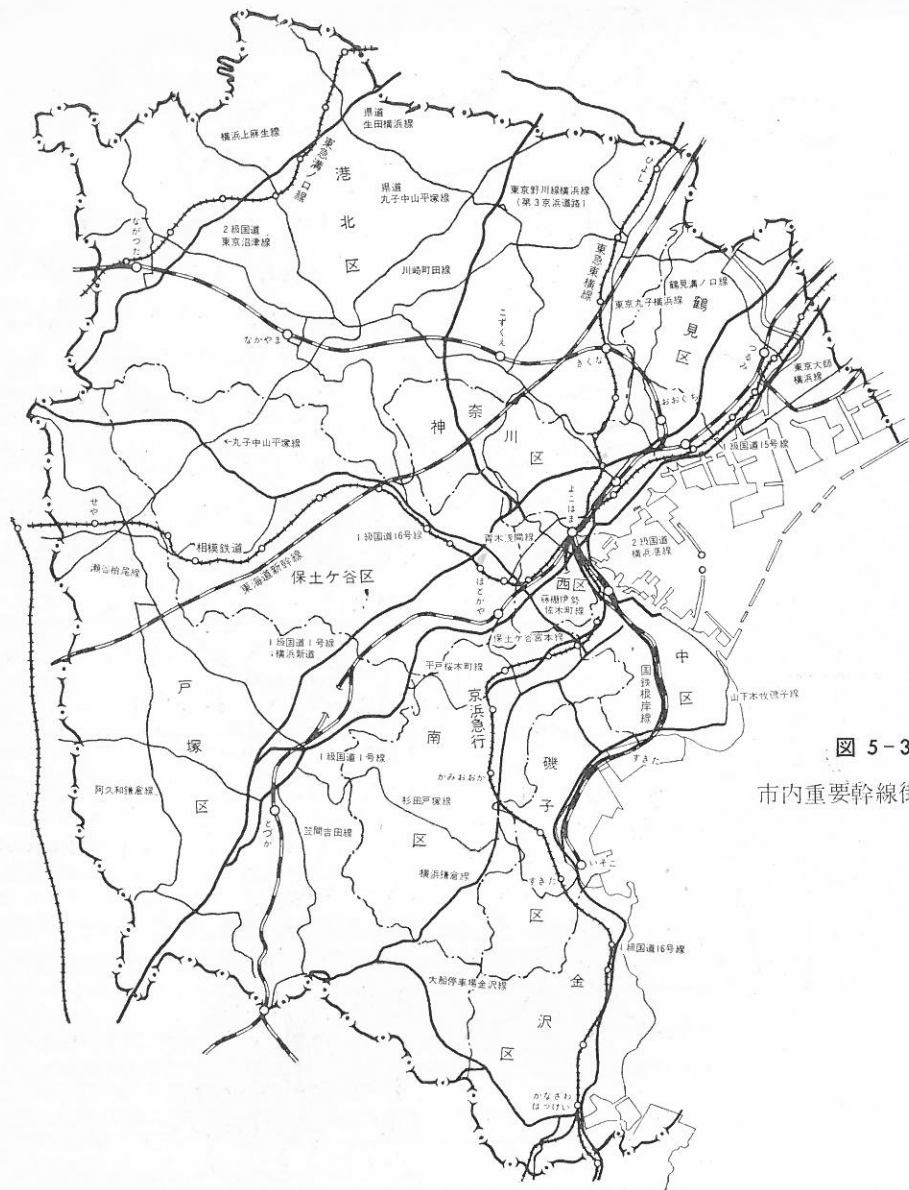 横浜上麻生線
県道
生田横浜線
東急溝ノ口線
港北区
県道
丸子中山平塚線
東京野川線横浜線
(第3京浜道路)
ひよし
ながつた
2級国道
東京沼津線
川崎町田線
東急東横線
鶴見溝ノ口線
東京丸子横浜線
鶴見区
つるみ
東京大師
横浜線
なかやま
こずくえ
きくな
おおぐち
1級国道15号線
神奈川区
←丸子中山平塚線
せや
よこはま
相模鉄道
1級国道16号線
青木浅間線
2級国道
横浜港線
瀬谷桧尾線
東海道新幹線
保土ケ谷区
ほどがや
西区
藤棚伊勢
佐木町線
保土ケ谷宮本線
1級国道1号線
横浜新道
平戸桜木町線
国鉄根岸線
中区
山下本牧磯子線
戸塚区
京浜急行
南区
磯子区
1級国道1号線
かみおおか
すぎた
図 5-3
市内重要幹線街
阿久和鎌倉線
杉田戸塚線
とつか
笠間吉田線
横浜鎌倉線
すぎた
いそこ
1級国道16号線
大船停車場金沢線
金沢区
かなざわ
はっけい